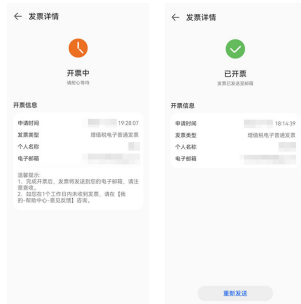 发票详情
开票中
请耐心等待
开票信息
申请时间 19:28:07
发票类型 增值税电子普通发票
个人名称
电子邮箱
温馨提示:
1、完成开票后，发票将发送到您的电子邮箱，请注
意查收。
2、如您在1个工作日内未收到发票，请在【我
的-帮助中心-意见反馈】咨询。
发票详情
已开票
发票已发送至邮箱
开票信息
申请时间 18:14:39
发票类型 增值税电子普通发票
个人名称
电子邮箱
重新发送